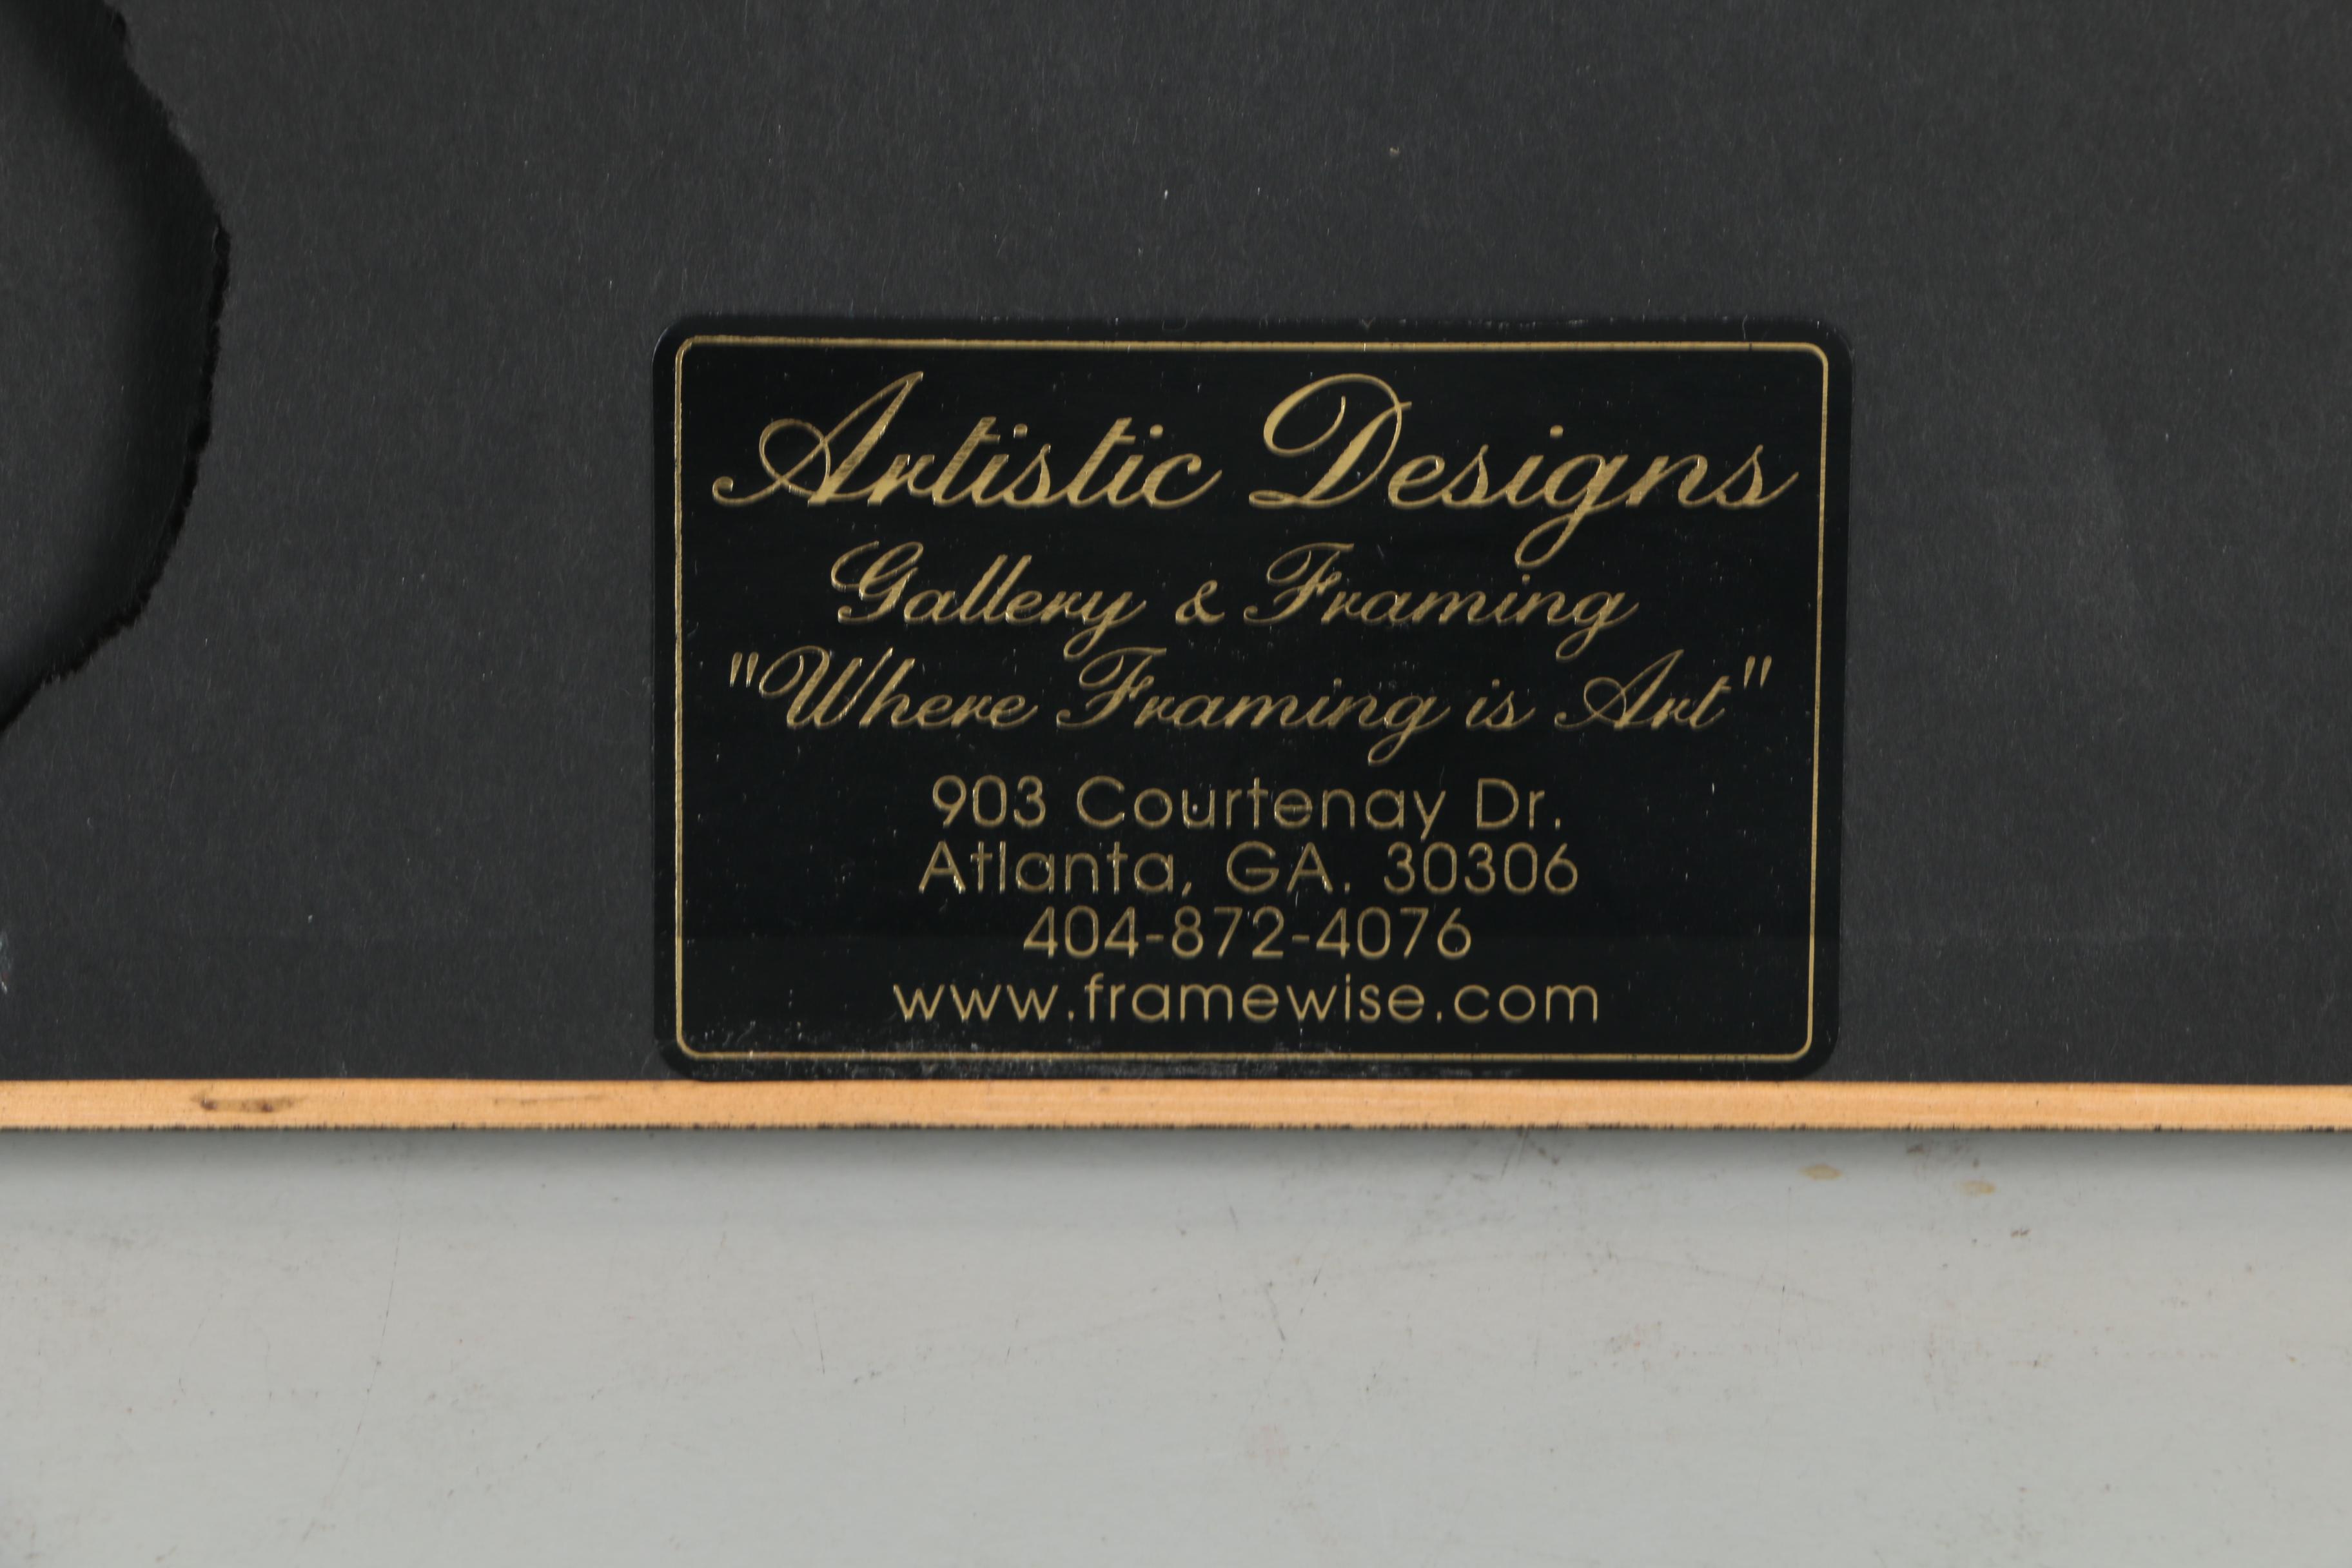 Artistic Designs
Gallery & Framing
"Where Framing is Art"
903 Courtenay Dr.
Atlanta, GA. 30306
404-872-4076
www.framewise.com